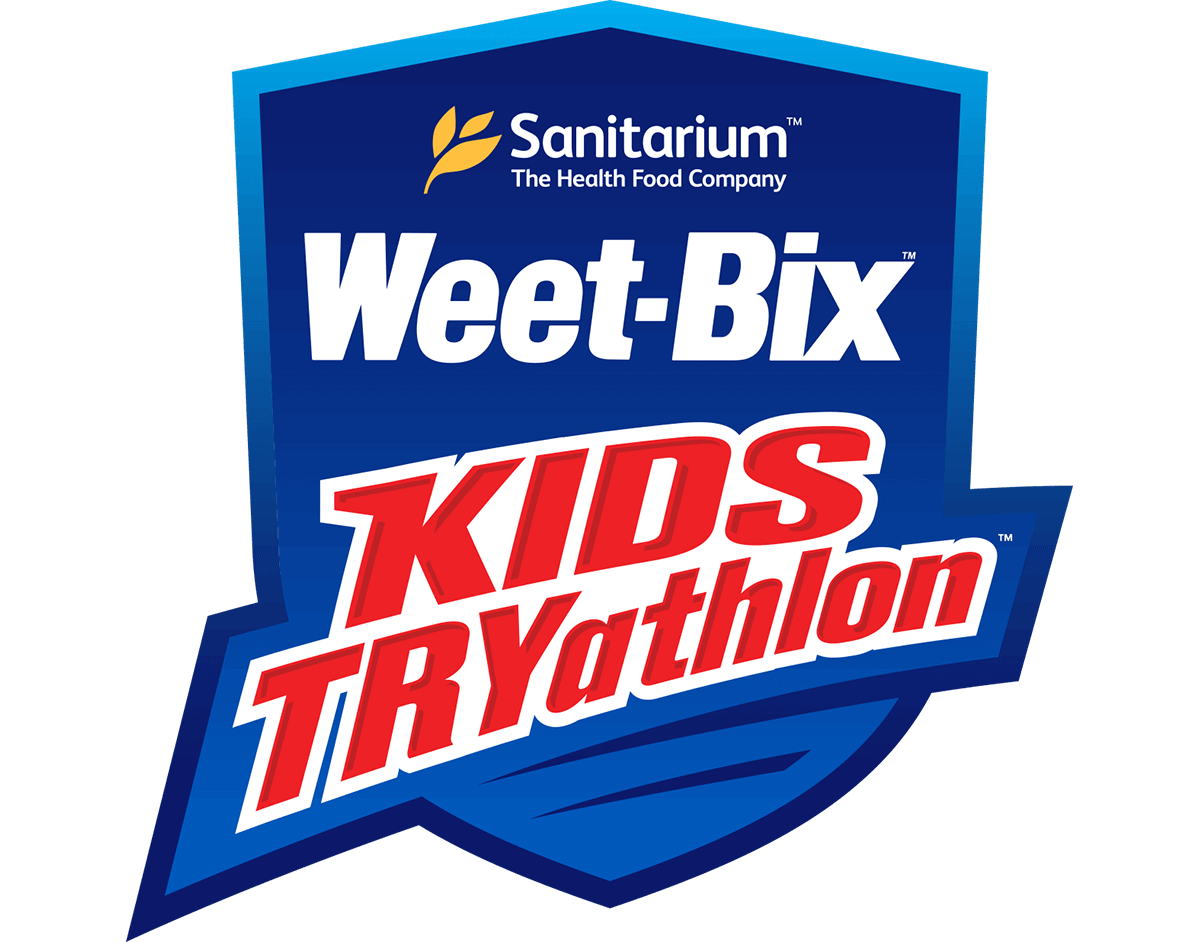 Sanitarium™
The Health Food Company
Weet-Bix™
KIDS
TRYathlon™